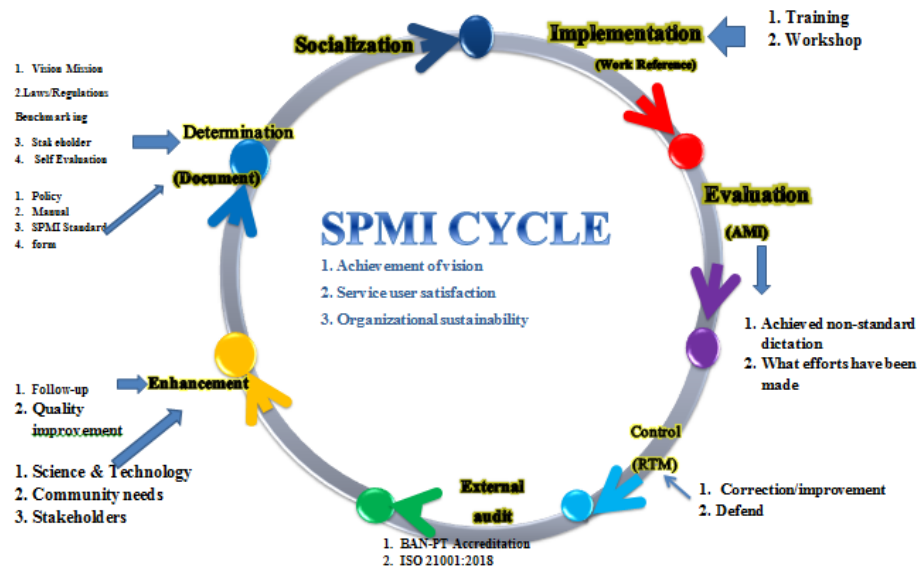 Socialization
Implementation
(Work Reference)
1. Training
2. Workshop
1. Vision Mission
2.Laws/Regulations
Benchmarking
3. Stakeholder
4. Self Evaluation
Determination
(Document)
1. Policy
2. Manual
3. SPMI Standard
4. form
Evaluation
(AMI)
SPMI CYCLE
1. Achievement of vision
2. Service user satisfaction
3. Organizational sustainability
1. Achieved non-standard
dictation
2. What efforts have been
made
1. Follow-up
2. Quality
improvement
Enhancement
1. Science & Technology
2. Community needs
3. Stakeholders
Control
(RTM)
1. Correction/improvement
2. Defend
External
audit
1. BAN-PT Accreditation
2. ISO 21001:2018